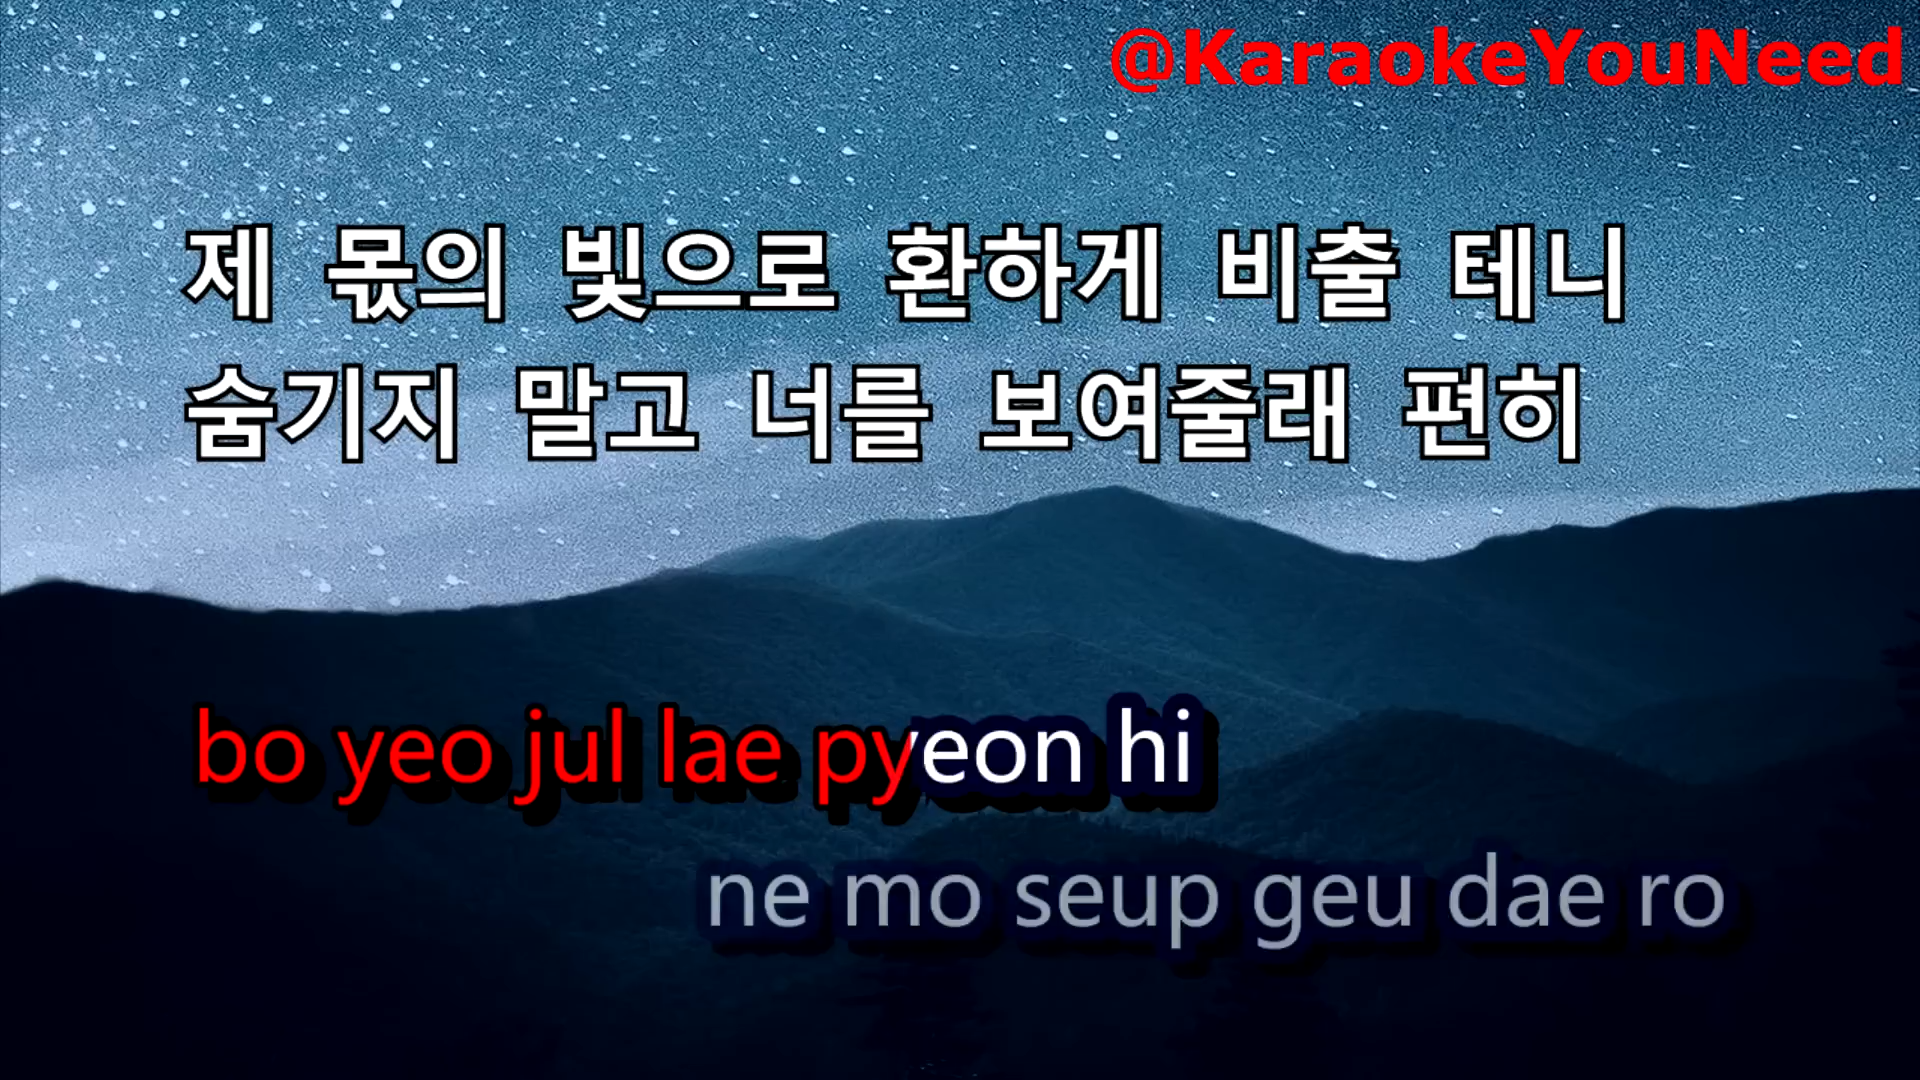 @KaraokeYouNeed
제 몫의 빛으로 환하게 비출 테니
숨기지 말고 너를 보여줄래 편히
bo yeo jul lae pyeon hi
ne mo seup geu dae ro